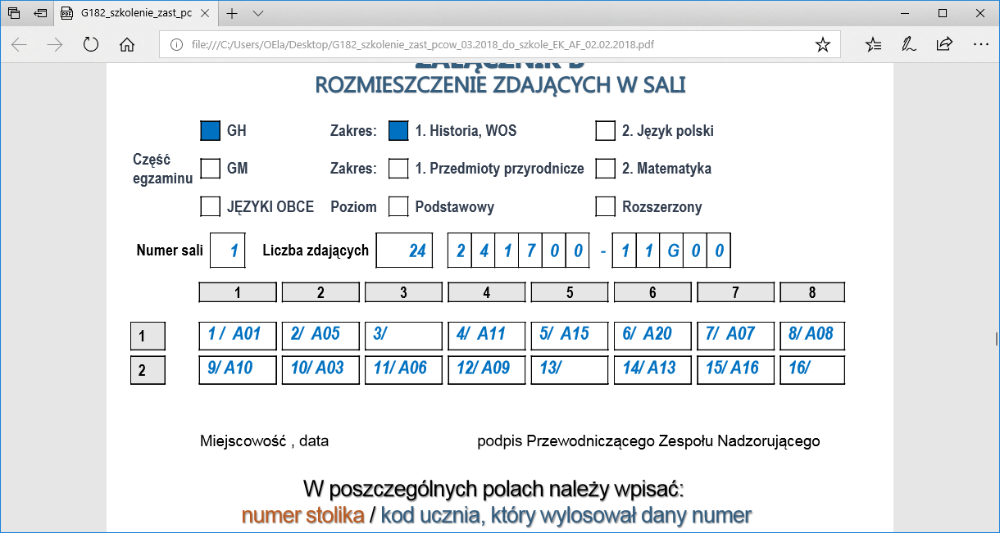 G182_szkolenie_zast_pc
file:///C:/Users/OEla/Desktop/G182_szkolenie_zast_pcow_03.2018_do_szkole_EK_AF_02.02.2018.pdf
ZAŁĄCZNIK B
ROZMIESZCZENIE ZDAJĄCYCH W SALI
GH Zakres: 1. Historia, WOS 2. Język polski
Część egzaminu
GM Zakres: 1. Przedmioty przyrodnicze 2. Matematyka
JĘZYKI OBCE Poziom Podstawowy Rozszerzony
Numer sali 1 Liczba zdających 24 2 4 1 7 0 0 - 1 1 G 0 0
1 2 3 4 5 6 7 8
1 1 / A01 2/ A05 3/ 4/ A11 5/ A15 6/ A20 7/ A07 8/ A08
2 9/ A10 10/ A03 11/ A06 12/ A09 13/ 14/ A13 15/ A16 16/
Miejscowość , data podpis Przewodniczącego Zespołu Nadzorującego
W poszczególnych polach należy wpisać:
numer stolika / kod ucznia, który wylosował dany numer